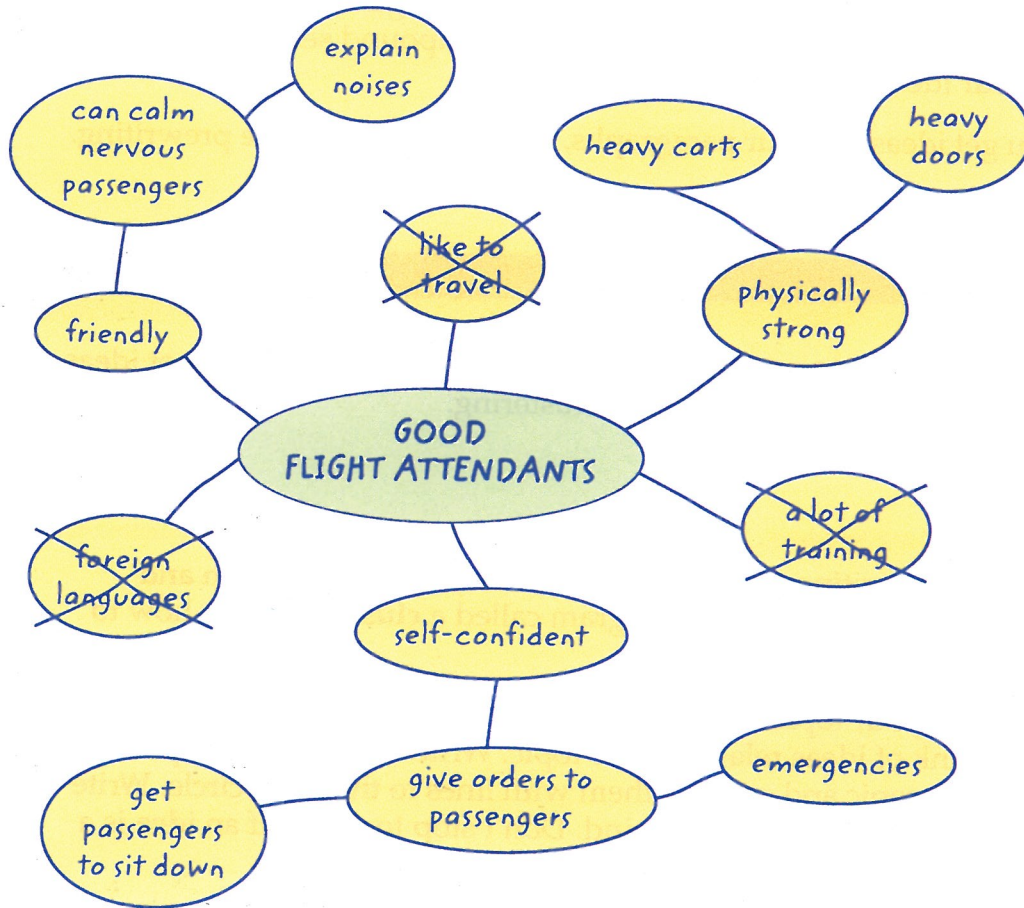 explain
noises
can calm
nervous
passengers
heavy carts
heavy
doors
like to
travel
physically
strong
friendly
GOOD
FLIGHT ATTENDANTS
a lot of
training
foreign
languages
self-confident
give orders to
passengers
emergencies
get
passengers
to sit down